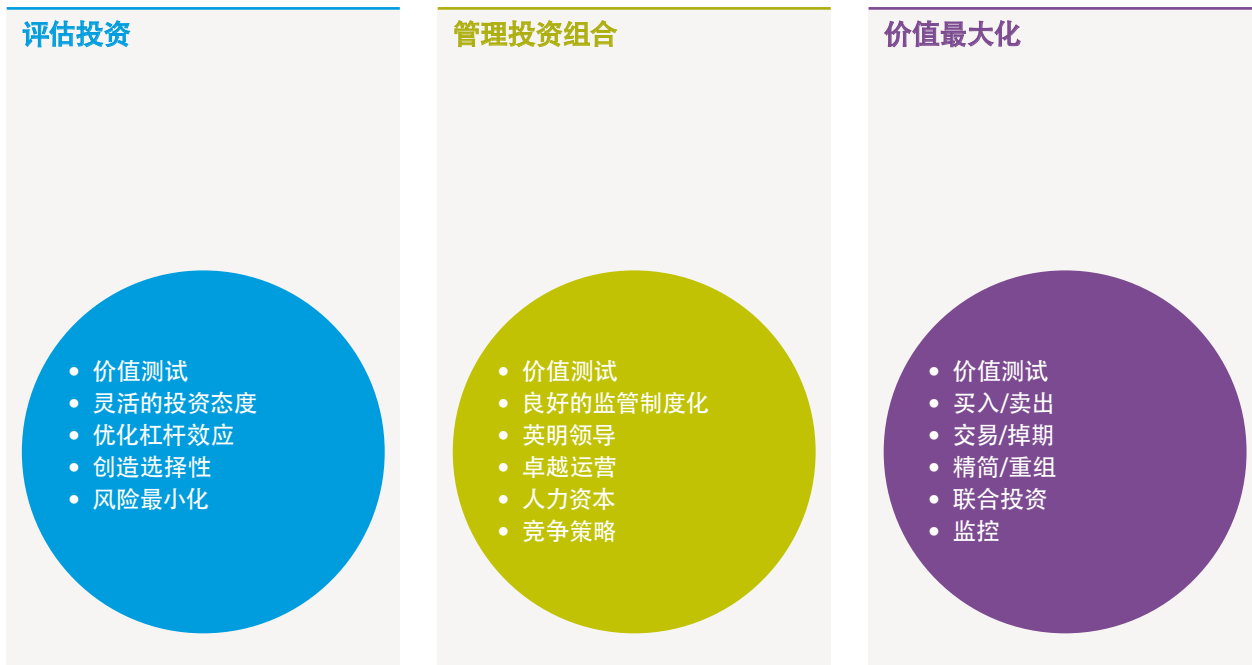 评估投资
• 价值测试
• 灵活的投资态度
• 优化杠杆效应
• 创造选择性
• 风险最小化
管理投资组合
• 价值测试
• 良好的监管制度化
• 英明领导
• 卓越运营
• 人力资本
• 竞争策略
价值最大化
• 价值测试
• 买入/卖出
• 交易/掉期
• 精简/重组
• 联合投资
• 监控